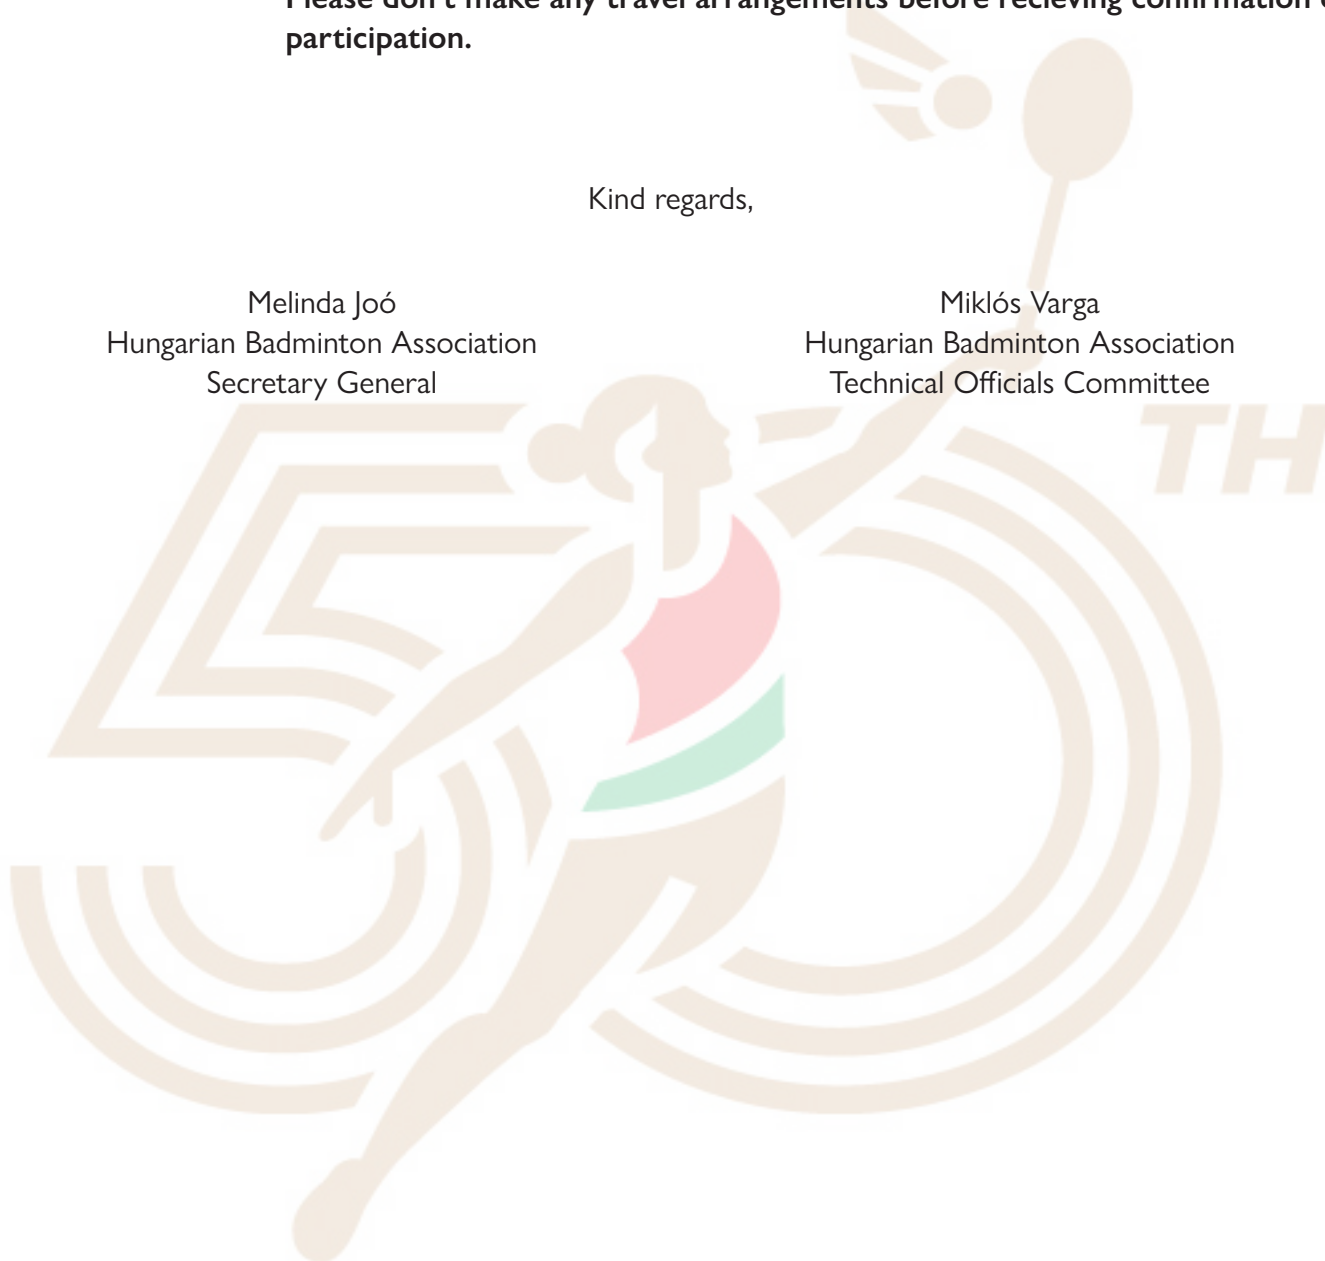 Please don't make any travel arrangements before recieving confirmation
participation.
Kind regards,
Melinda Joó
Hungarian Badminton Association
Secretary General
Miklós Varga
Hungarian Badminton Association
Technical Officials Committee
TH